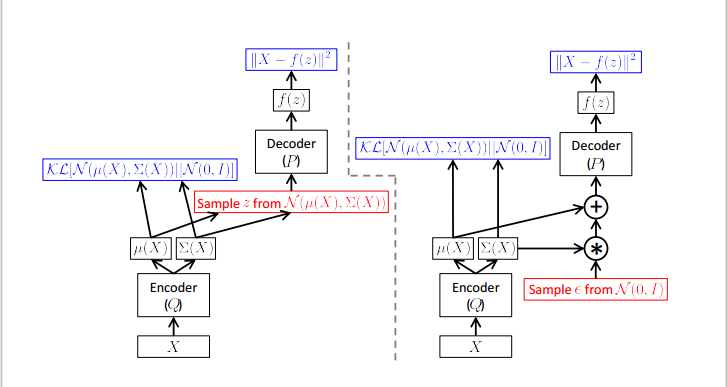 ‖X − f(z)‖²
f(z)
Decoder
(P)
𝒦ℒ[𝒩(μ(X), Σ(X))||𝒩(0, I)]
Sample z from 𝒩(μ(X), Σ(X))
μ(X) Σ(X)
Encoder
(Q)
X
‖X − f(z)‖²
f(z)
Decoder
(P)
𝒦ℒ[𝒩(μ(X), Σ(X))||𝒩(0, I)]
+
μ(X) Σ(X) *
Encoder
(Q)
Sample ϵ from 𝒩(0, I)
X